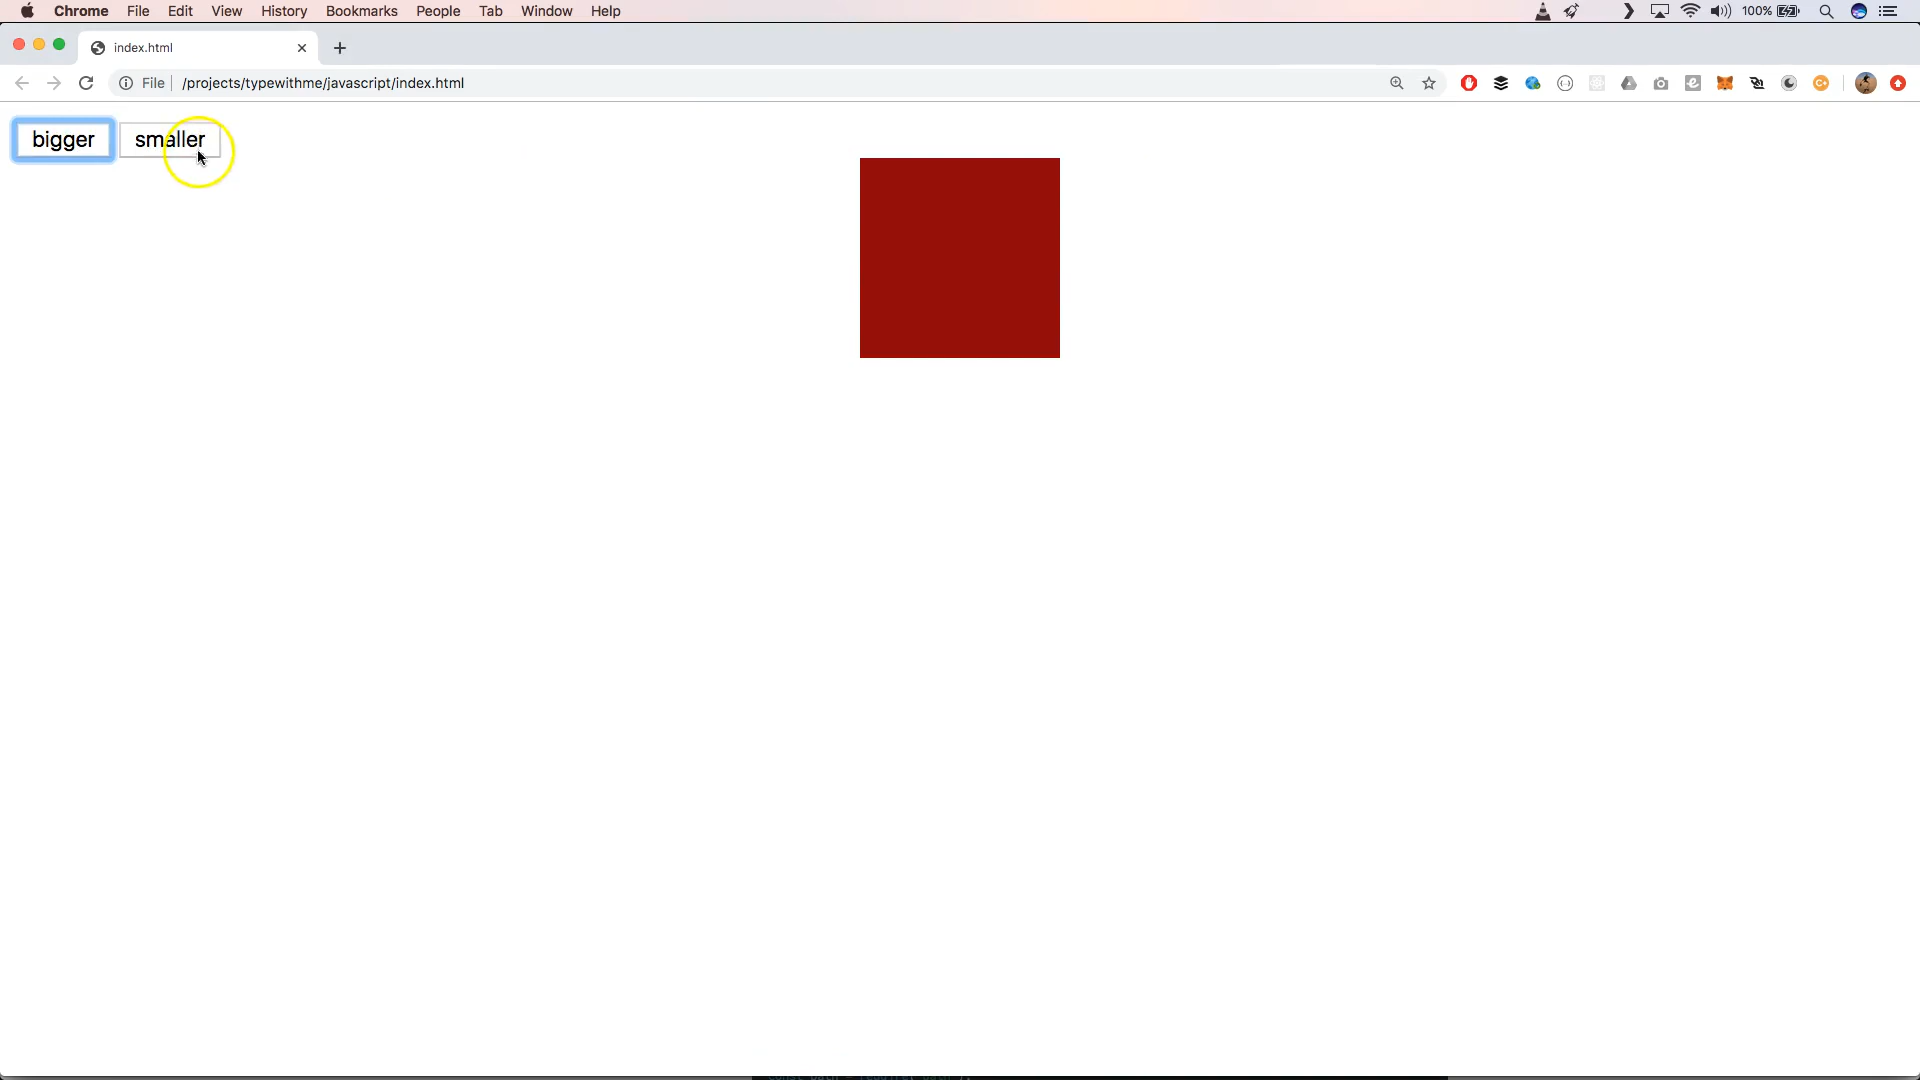 Chrome File Edit View History Bookmarks People Tab Window Help 100%
index.html
File /projects/typewithme/javascript/index.html
bigger smaller